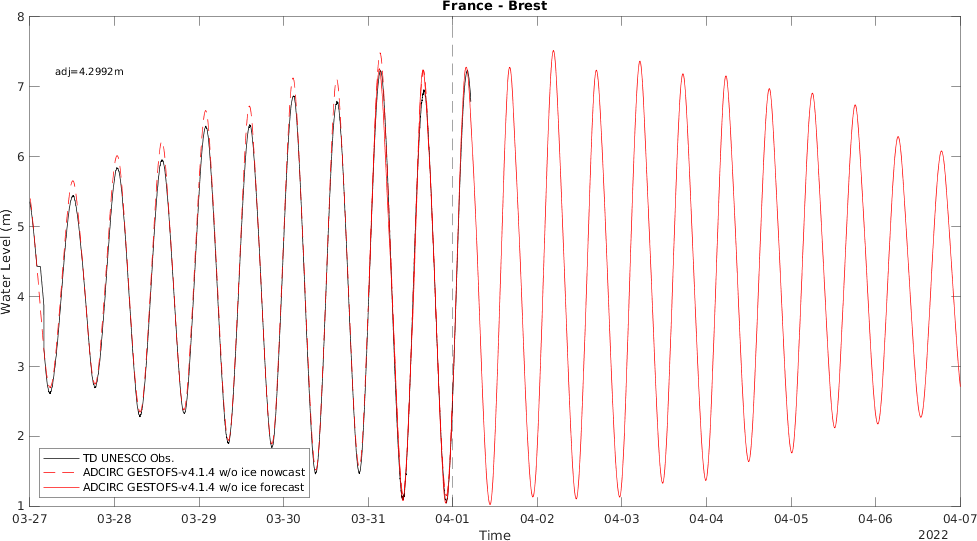 France - Brest
8
7
6
5
4
3
2
1
Water Level (m)
adj=4.2992m
TD UNESCO Obs.
ADCIRC GESTOFS-v4.1.4 w/o ice nowcast
ADCIRC GESTOFS-v4.1.4 w/o ice forecast
03-27 03-28 03-29 03-30 03-31 04-01 04-02 04-03 04-04 04-05 04-06 04-07
Time
2022